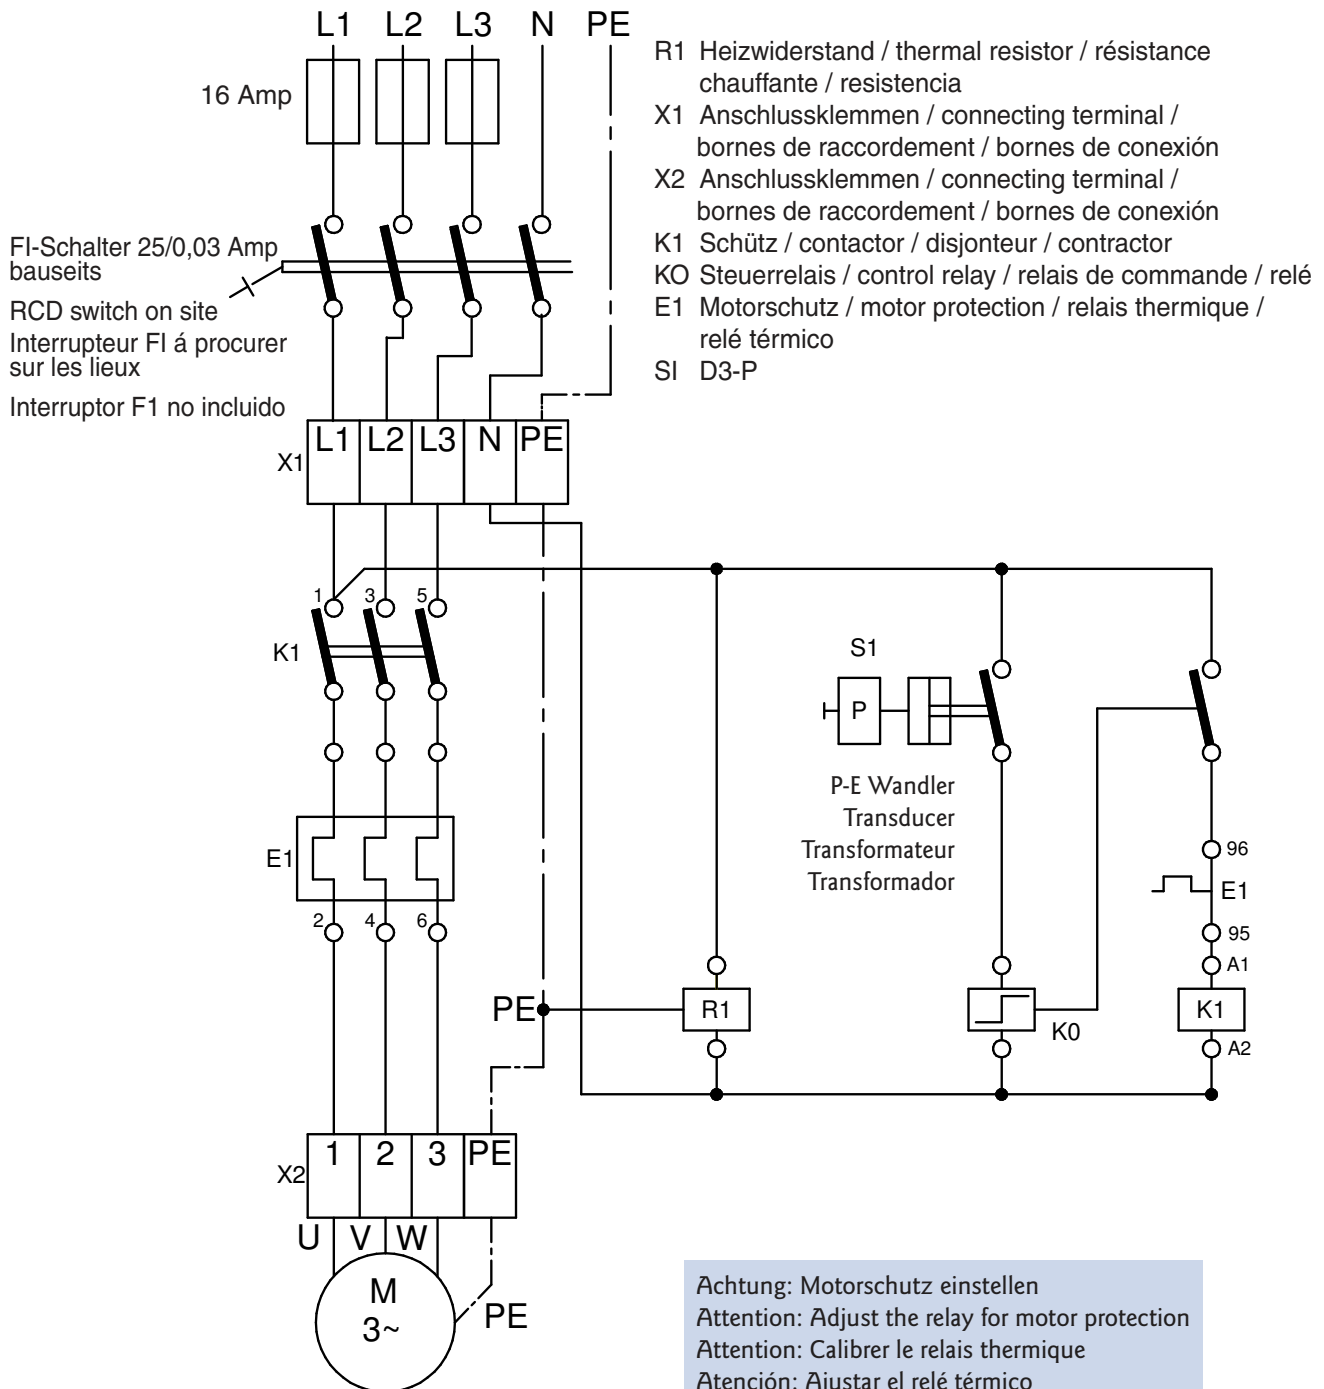 L1 L2 L3 N PE
16 Amp
R1 Heizwiderstand / thermal resistor / résistance
chauffante / resistencia
X1 Anschlussklemmen / connecting terminal /
bornes de raccordement / bornes de conexión
X2 Anschlussklemmen / connecting terminal /
bornes de raccordement / bornes de conexión
K1 Schütz / contactor / disjonteur / contractor
KO Steuerrelais / control relay / relais de commande / relé
E1 Motorschutz / motor protection / relais thermique /
relé térmico
SI D3-P
FI-Schalter 25/0,03 Amp
bauseits
RCD switch on site
Interrupteur FI á procurer
sur les lieux
Interruptor F1 no incluido
X1
L1 L2 L3 N PE
1 3 5
K1
S1
P
P-E Wandler
Transducer
Transformateur
Transformador
E1
2 4 6
96
E1
95
A1
PE
R1
K0
K1
A2
X2
1 2 3 PE
U V W
M
3~
PE
Achtung: Motorschutz einstellen
Attention: Adjust the relay for motor protection
Attention: Calibrer le relais thermique
Atención: Ajustar el relé térmico